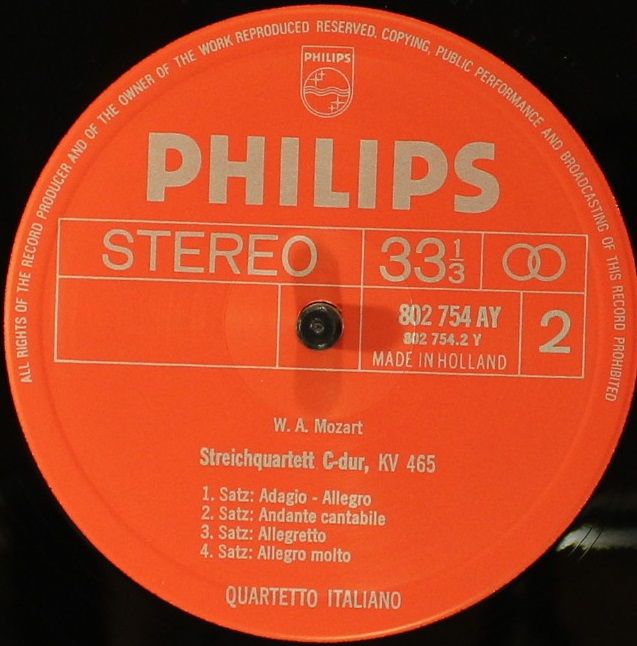 ALL RIGHTS OF THE RECORD PRODUCER AND OF THE OWNER OF THE WORK REPRODUCED RESERVED. COPYING, PUBLIC PERFORMANCE AND BROADCASTING OF THIS RECORD PROHIBITED
PHILIPS
PHILIPS
STEREO 33 1/3
802 754 AY
802 754.2 Y
MADE IN HOLLAND
2
W. A. Mozart
Streichquartett C-dur, KV 465
1. Satz: Adagio - Allegro
2. Satz: Andante cantabile
3. Satz: Allegretto
4. Satz: Allegro molto
QUARTETTO ITALIANO